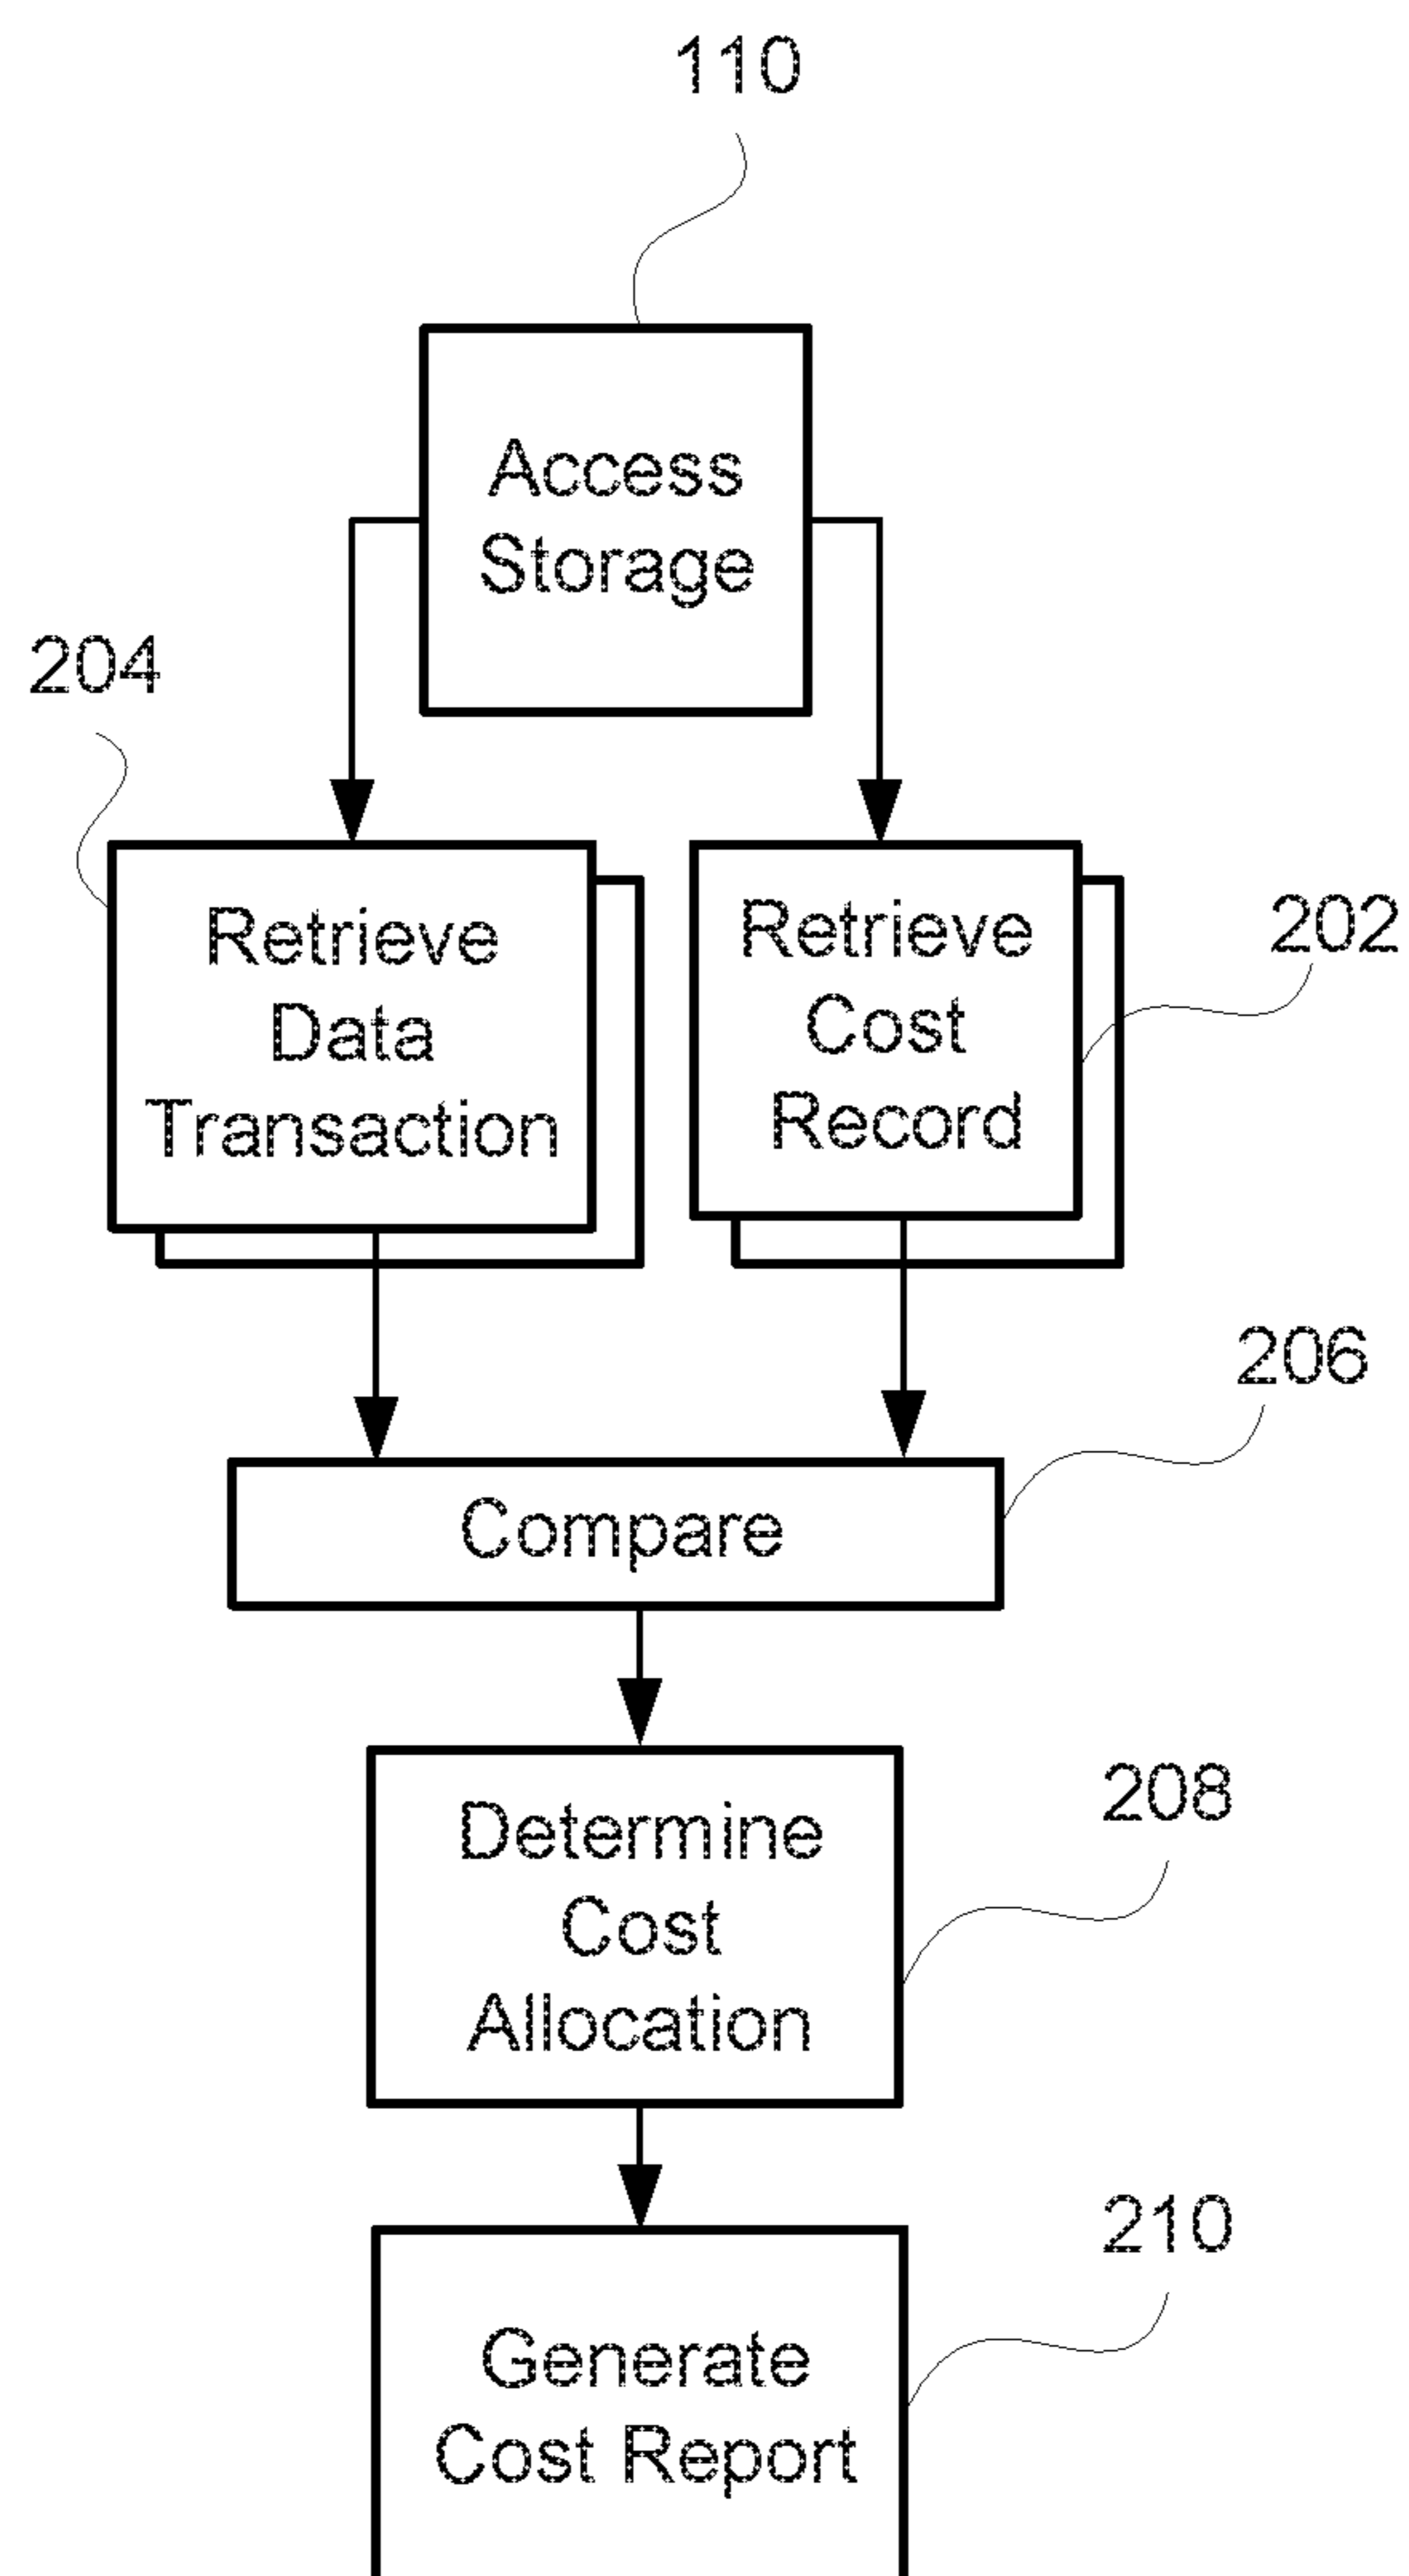 110
Access
Storage
204
Retrieve
Data
Transaction
Retrieve
Cost
Record
202
206
Compare
Determine
Cost
Allocation
208
210
Generate
Cost Report